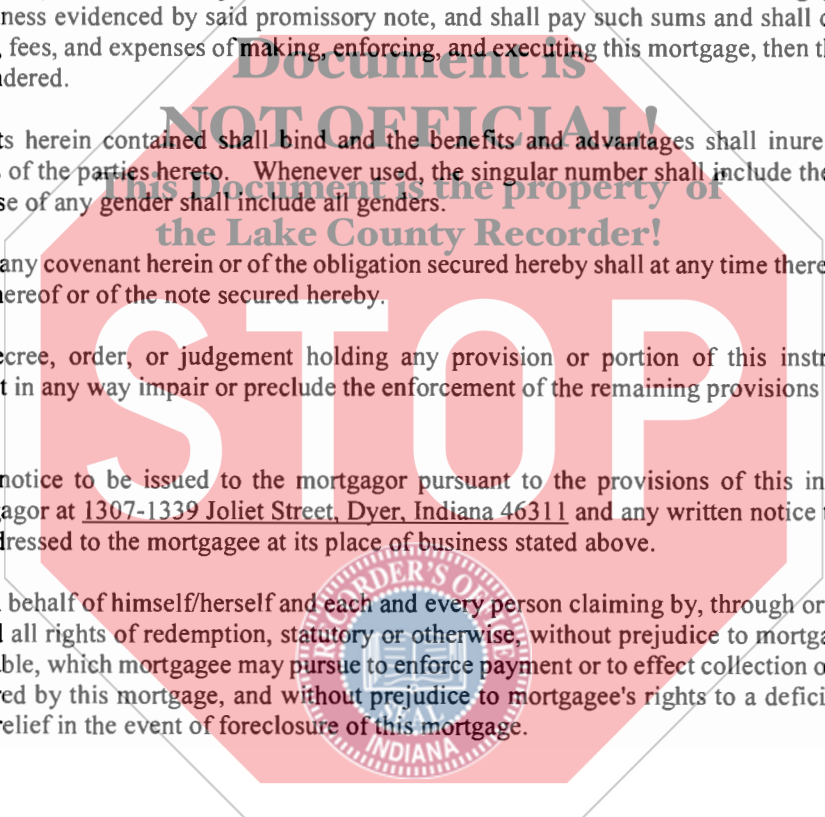 ness evidenced by said promissory note, and shall pay such sums and shall
, fees, and expenses of making, enforcing, and executing this mortgage, then
dered.
Document is
NOT OFFICIAL!
ts herein contained shall bind and the benefits and advantages shall inure
of the parties hereto. Whenever used, the singular number shall include the
This Document is the property of
se of any gender shall include all genders.
the Lake County Recorder!
any covenant herein or of the obligation secured hereby shall at any time there
ereof or of the note secured hereby.
STOP
ecree, order, or judgement holding any provision or portion of this instr
t in any way impair or preclude the enforcement of the remaining provisions
notice to be issued to the mortgagor pursuant to the provisions of this in
agor at 1307-1339 Joliet Street, Dyer, Indiana 46311 and any written notice
dressed to the mortgagee at its place of business stated above.
RECORDER'S OFFICE
behalf of himself/herself and each and every person claiming by, through or
all rights of redemption, statutory or otherwise, without prejudice to mortga
ble, which mortgagee may pursue to enforce payment or to effect collection o
red by this mortgage, and without prejudice to mortgagee's rights to a defici
SEAL
elief in the event of foreclosure of this mortgage.
INDIANA